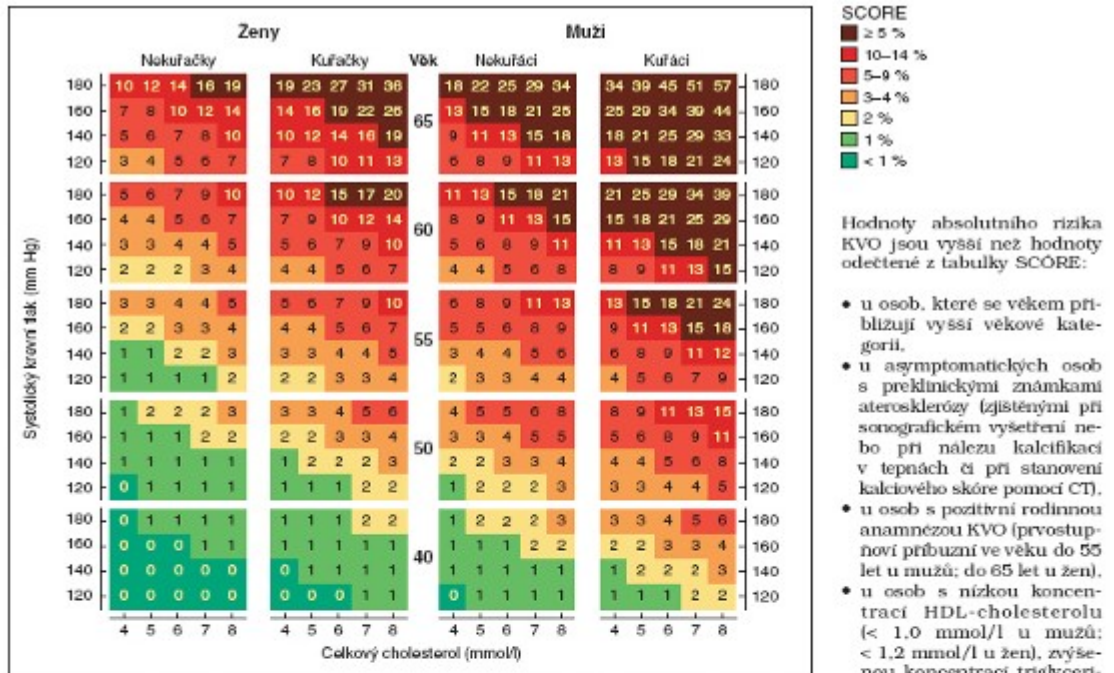 Ženy Muži
Nekuřačky Kuřačky Věk Nekuřáci Kuřáci
180 10 12 14 16 19 19 23 27 31 36 18 22 25 29 34 34 39 45 51 57 180
160 7 8 10 12 14 14 16 19 22 26 13 15 18 21 25 25 29 34 39 44 160
65
140 5 6 7 8 10 10 12 14 16 19 9 11 13 15 18 18 21 25 29 33 140
120 3 4 5 6 7 7 8 10 11 13 6 8 9 11 13 13 15 18 21 24 120
180 5 6 7 9 10 10 12 15 17 20 11 13 15 18 21 21 25 29 34 39 180
160 4 4 5 6 7 7 9 10 12 14 8 9 11 13 15 15 18 21 25 29 160
60
140 3 3 4 4 5 5 6 7 9 10 5 6 8 9 11 11 13 15 18 21 140
120 2 2 2 3 4 4 4 5 6 7 4 4 5 6 8 8 9 11 13 15 120
180 3 3 4 4 5 5 6 7 9 10 6 8 9 11 13 13 15 18 21 24 180
160 2 2 3 3 4 4 4 5 6 7 5 5 6 8 9 9 11 13 15 18 160
55
140 1 1 2 2 3 3 3 4 4 5 3 4 4 5 6 6 8 9 11 12 140
120 1 1 1 1 2 2 2 3 3 4 2 3 3 4 4 4 5 6 7 9 120
180 1 2 2 2 3 3 3 4 5 6 4 5 5 6 8 8 9 11 13 15 180
160 1 1 1 2 2 2 2 3 3 4 3 3 4 5 5 5 6 8 9 11 160
50
140 1 1 1 1 1 1 2 2 2 3 2 2 3 3 4 4 4 5 6 8 140
120 0 1 1 1 1 1 1 1 2 2 1 2 2 2 3 3 3 4 4 5 120
180 0 1 1 1 1 1 1 1 2 2 1 2 2 2 3 3 3 4 5 6 180
160 0 0 0 1 1 1 1 1 1 1 1 1 1 2 2 2 2 3 3 4 160
40
140 0 0 0 0 0 0 1 1 1 1 1 1 1 1 1 1 2 2 2 3 140
120 0 0 0 0 0 0 0 0 1 1 0 1 1 1 1 1 1 1 2 2 120
4 5 6 7 8 4 5 6 7 8 4 5 6 7 8 4 5 6 7 8
Celkový cholesterol (mmol/l)
Systolický krevní tak (mm Hg)
SCORE
≥ 5 %
10–14 %
5–9 %
3–4 %
2 %
1 %
< 1 %
Hodnoty absolutního rizika
KVO jsou vyšší než hodnoty
odečtené z tabulky SCORE:
• u osob, které se věkem při-
bližují vyšší věkové kate-
gorii,
• u asymptomatických osob
s preklinickými známkami
aterosklerózy (zjištěnými při
sonografickém vyšetření ne-
bo při nálezu kalcifikací
v tepnách či při stanovení
kalciového skóre pomocí CT),
• u osob s pozitivní rodinnou
anamnézou KVO (prvostup-
ňoví příbuzní ve věku do 55
let u mužů; do 65 let u žen),
• u osob s nízkou koncen-
trací HDL-cholesterolu
(< 1,0 mmol/l u mužů;
< 1,2 mmol/l u žen), zvýše-
nou koncentrací triglyceri-